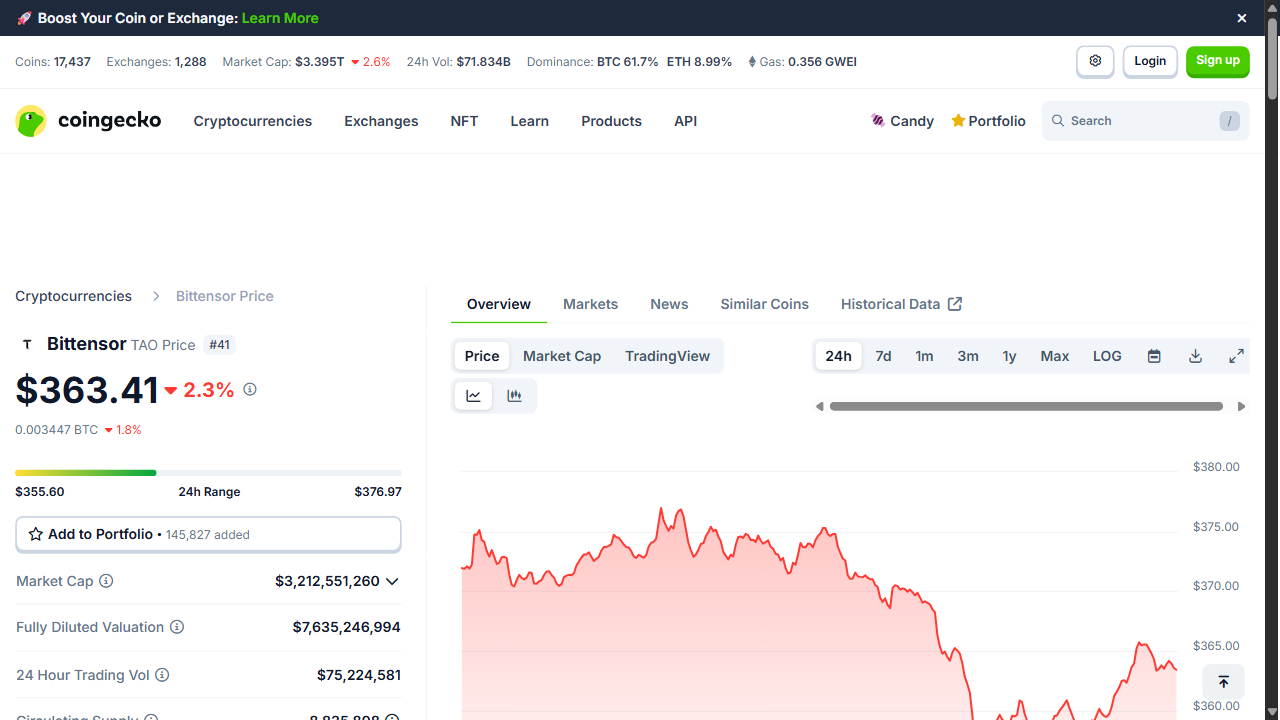 🚀 Boost Your Coin or Exchange: Learn More
Coins: 17,437 Exchanges: 1,288 Market Cap: $3.395T 2.6% 24h Vol: $71.834B Dominance: BTC 61.7% ETH 8.99% Gas: 0.356 GWEI
Login
Sign up
coingecko
Cryptocurrencies Exchanges NFT Learn Products API
Candy Portfolio
Search /
Cryptocurrencies > Bittensor Price
T Bittensor TAO Price #41
$363.41 2.3%
0.003447 BTC 1.8%
$355.60 24h Range $376.97
Add to Portfolio • 145,827 added
Market Cap $3,212,551,260
Fully Diluted Valuation $7,635,246,994
24 Hour Trading Vol $75,224,581
Circulating Supply 8,835,808
Overview Markets News Similar Coins Historical Data
Price Market Cap TradingView
24h 7d 1m 3m 1y Max LOG
$380.00
$375.00
$370.00
$365.00
$360.00